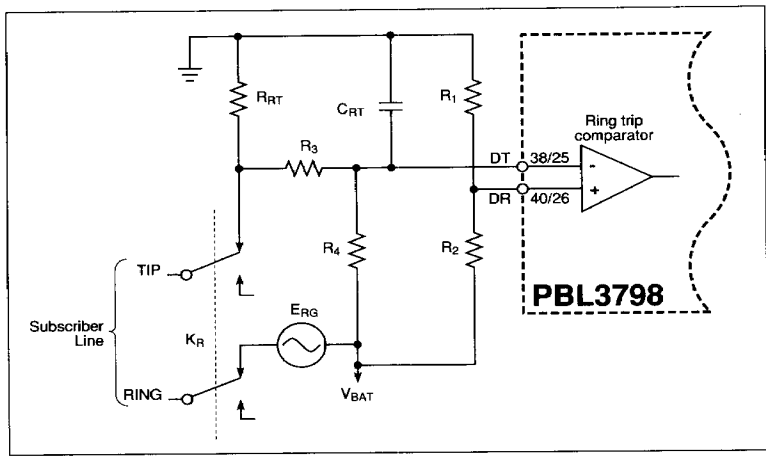 R_RT
C_RT
R_1
Ring trip
comparator
R_3
DT
38/25
-
DR
40/26
+
R_4
R_2
TIP
PBL3798
E_RG
Subscriber
Line
K_R
RING
V_BAT